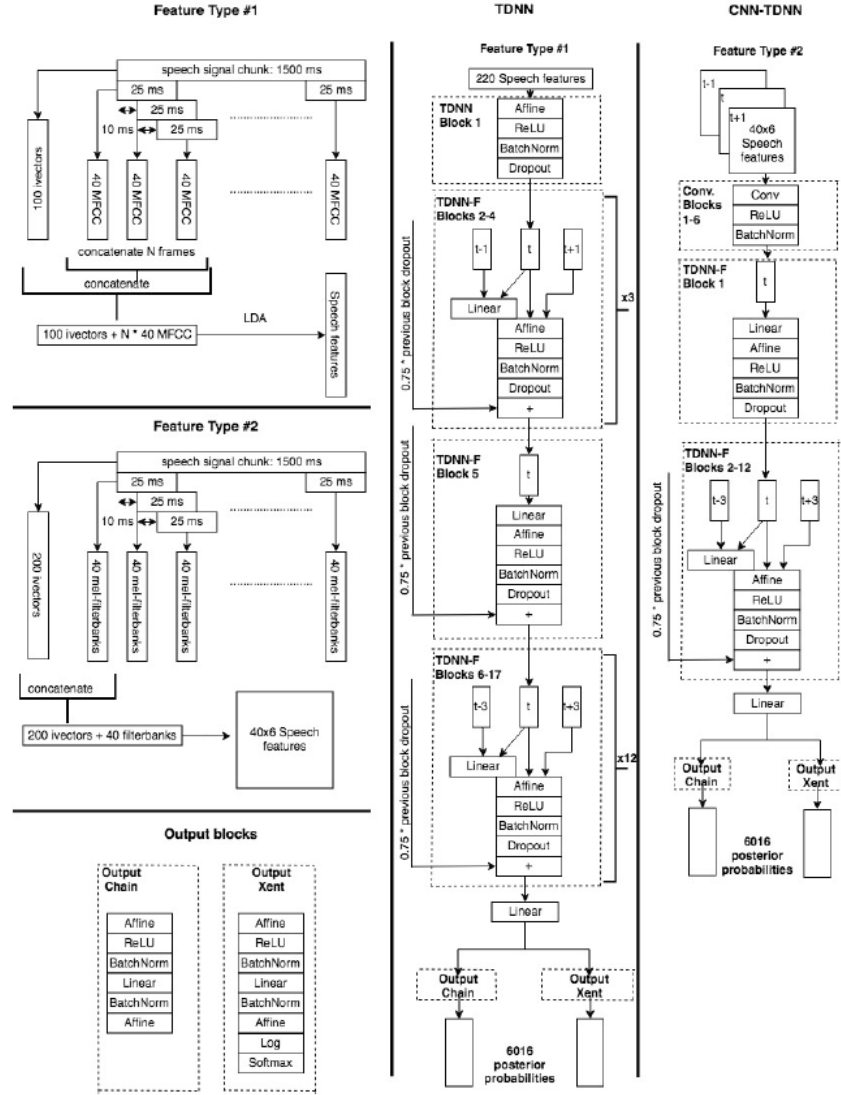 Feature Type #1
speech signal chunk: 1500 ms
25 ms
25 ms
25 ms
10 ms
25 ms
100 ivectors
40 MFCC
40 MFCC
40 MFCC
40 MFCC
concatenate N frames
concatenate
100 ivectors + N * 40 MFCC
LDA
Speech features
Feature Type #2
speech signal chunk: 1500 ms
25 ms
25 ms
25 ms
10 ms
25 ms
200 ivectors
40 mel-filterbanks
40 mel-filterbanks
40 mel-filterbanks
40 mel-filterbanks
concatenate
200 ivectors + 40 filterbanks
40x6 Speech
features
Output blocks
Output
Chain
Affine
ReLU
BatchNorm
Linear
BatchNorm
Affine
Output
Xent
Affine
ReLU
BatchNorm
Linear
BatchNorm
Affine
Log
Softmax
TDNN
Feature Type #1
220 Speech features
TDNN
Block 1
Affine
ReLU
BatchNorm
Dropout
TDNN-F
Blocks 2-4
t-1
t
t+1
Linear
Affine
ReLU
BatchNorm
Dropout
+
0.75 * previous block dropout
x3
TDNN-F
Block 5
t
Linear
Affine
ReLU
BatchNorm
Dropout
+
0.75 * previous block dropout
TDNN-F
Blocks 6-17
t-3
t
t+3
Linear
Affine
ReLU
BatchNorm
Dropout
+
0.75 * previous block dropout
x12
Linear
Output
Chain
Output
Xent
6016
posterior
probabilities
CNN-TDNN
Feature Type #2
t-1
t
t+1
40x6
Speech
features
Conv.
Blocks
1-6
Conv
ReLU
BatchNorm
TDNN-F
Block 1
t
Linear
Affine
ReLU
BatchNorm
Dropout
TDNN-F
Blocks 2-12
t-3
t
t+3
Linear
Affine
ReLU
BatchNorm
Dropout
+
0.75 * previous block dropout
Linear
Output
Chain
Output
Xent
6016
posterior
probabilities